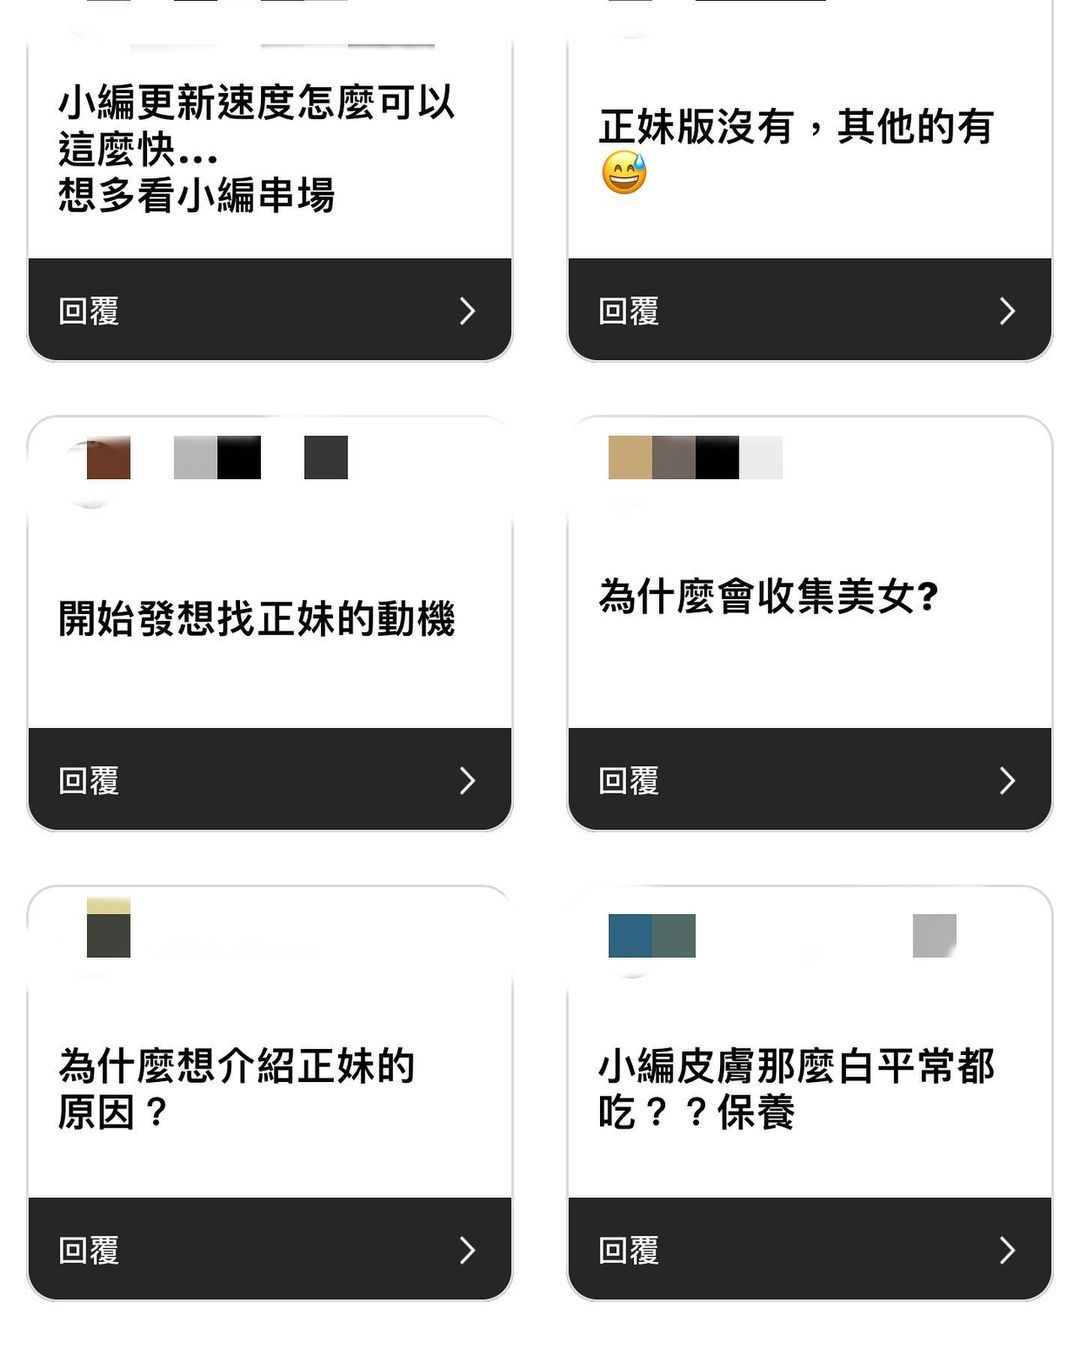 小編更新速度怎麼可以
這麼快...
想多看小編串場
回覆
正妹版沒有，其他的有
😅
回覆
開始發想找正妹的動機
回覆
為什麼會收集美女?
回覆
為什麼想介紹正妹的
原因？
回覆
小編皮膚那麼白平常都
吃？？保養
回覆